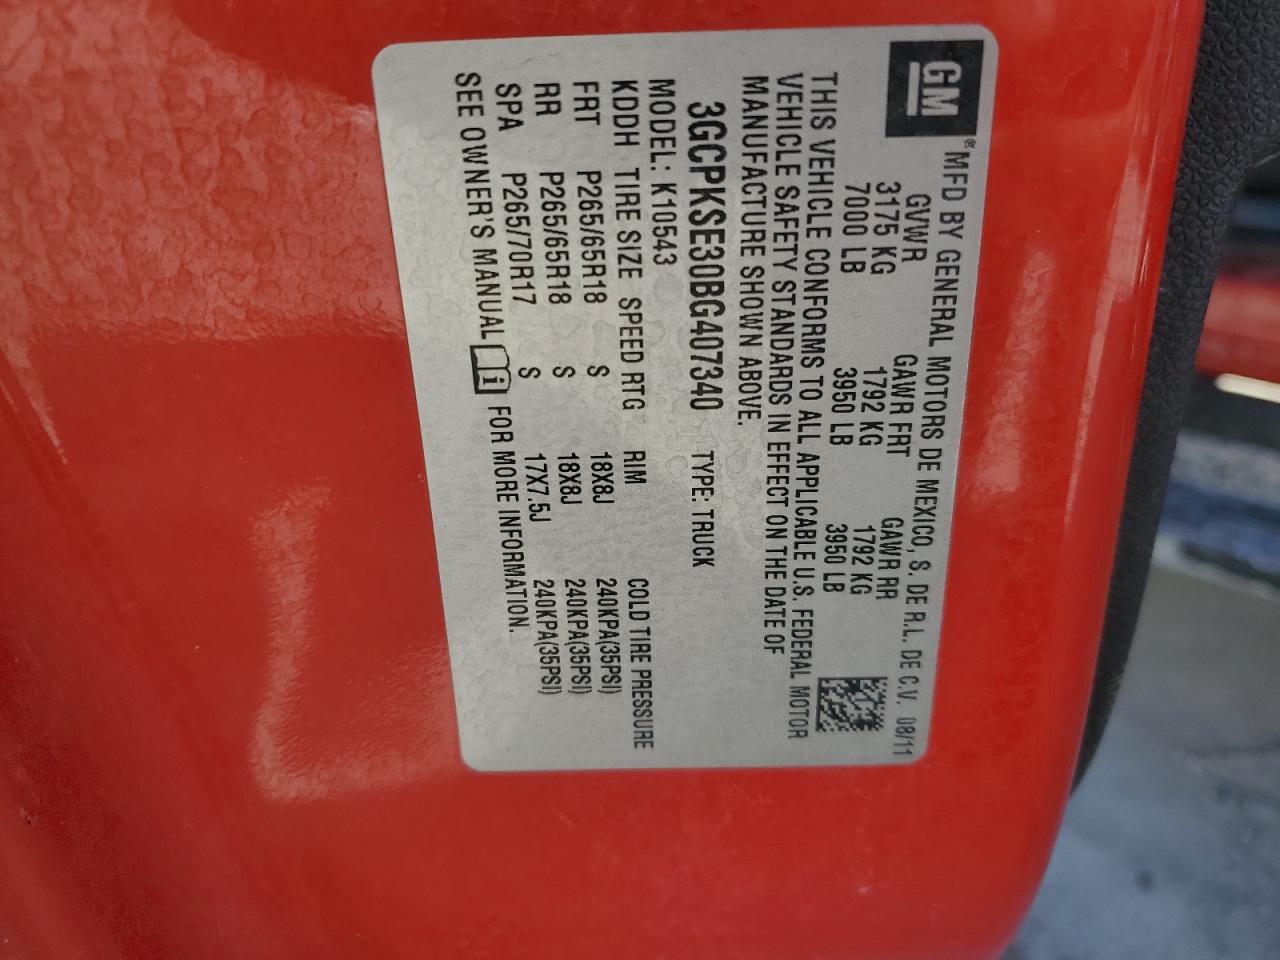 GM® MFD BY GENERAL MOTORS DE MEXICO, S. DE R.L. DE C.V. 08/11
GVWR GAWR FRT GAWR RR
3175 KG 1792 KG 1792 KG
7000 LB 3950 LB 3950 LB
THIS VEHICLE CONFORMS TO ALL APPLICABLE U.S. FEDERAL MOTOR
VEHICLE SAFETY STANDARDS IN EFFECT ON THE DATE OF
MANUFACTURE SHOWN ABOVE.
3GCPKSE30BG407340 TYPE: TRUCK
MODEL: K10543
KDDH TIRE SIZE SPEED RTG RIM COLD TIRE PRESSURE
FRT P265/65R18 S 18X8J 240KPA(35PSI)
RR P265/65R18 S 18X8J 240KPA(35PSI)
SPA P265/70R17 S 17X7.5J 240KPA(35PSI)
SEE OWNER'S MANUAL i FOR MORE INFORMATION.